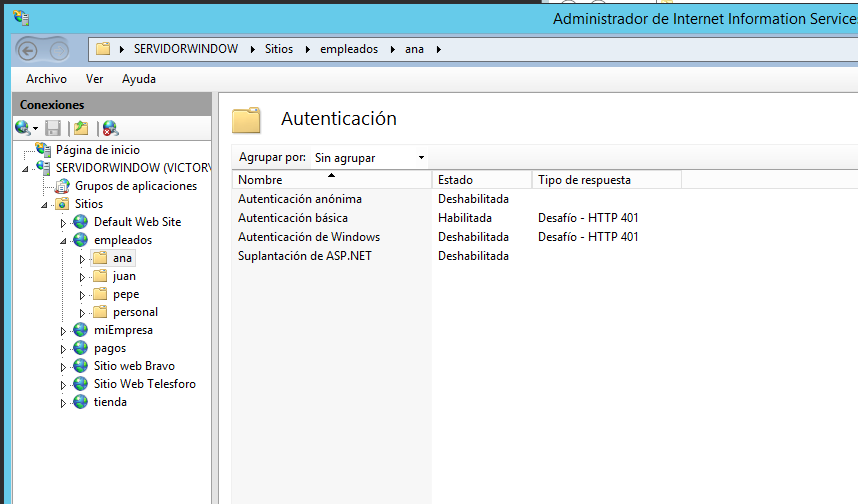 Administrador de Internet Information Service
SERVIDORWINDOW Sitios empleados ana
Archivo Ver Ayuda
Conexiones
Página de inicio
SERVIDORWINDOW (VICTORV
Grupos de aplicaciones
Sitios
Default Web Site
empleados
ana
juan
pepe
personal
miEmpresa
pagos
Sitio web Bravo
Sitio Web Telesforo
tienda
Autenticación
Agrupar por: Sin agrupar
Nombre Estado Tipo de respuesta
Autenticación anónima Deshabilitada
Autenticación básica Habilitada Desafío - HTTP 401
Autenticación de Windows Deshabilitada Desafío - HTTP 401
Suplantación de ASP.NET Deshabilitada